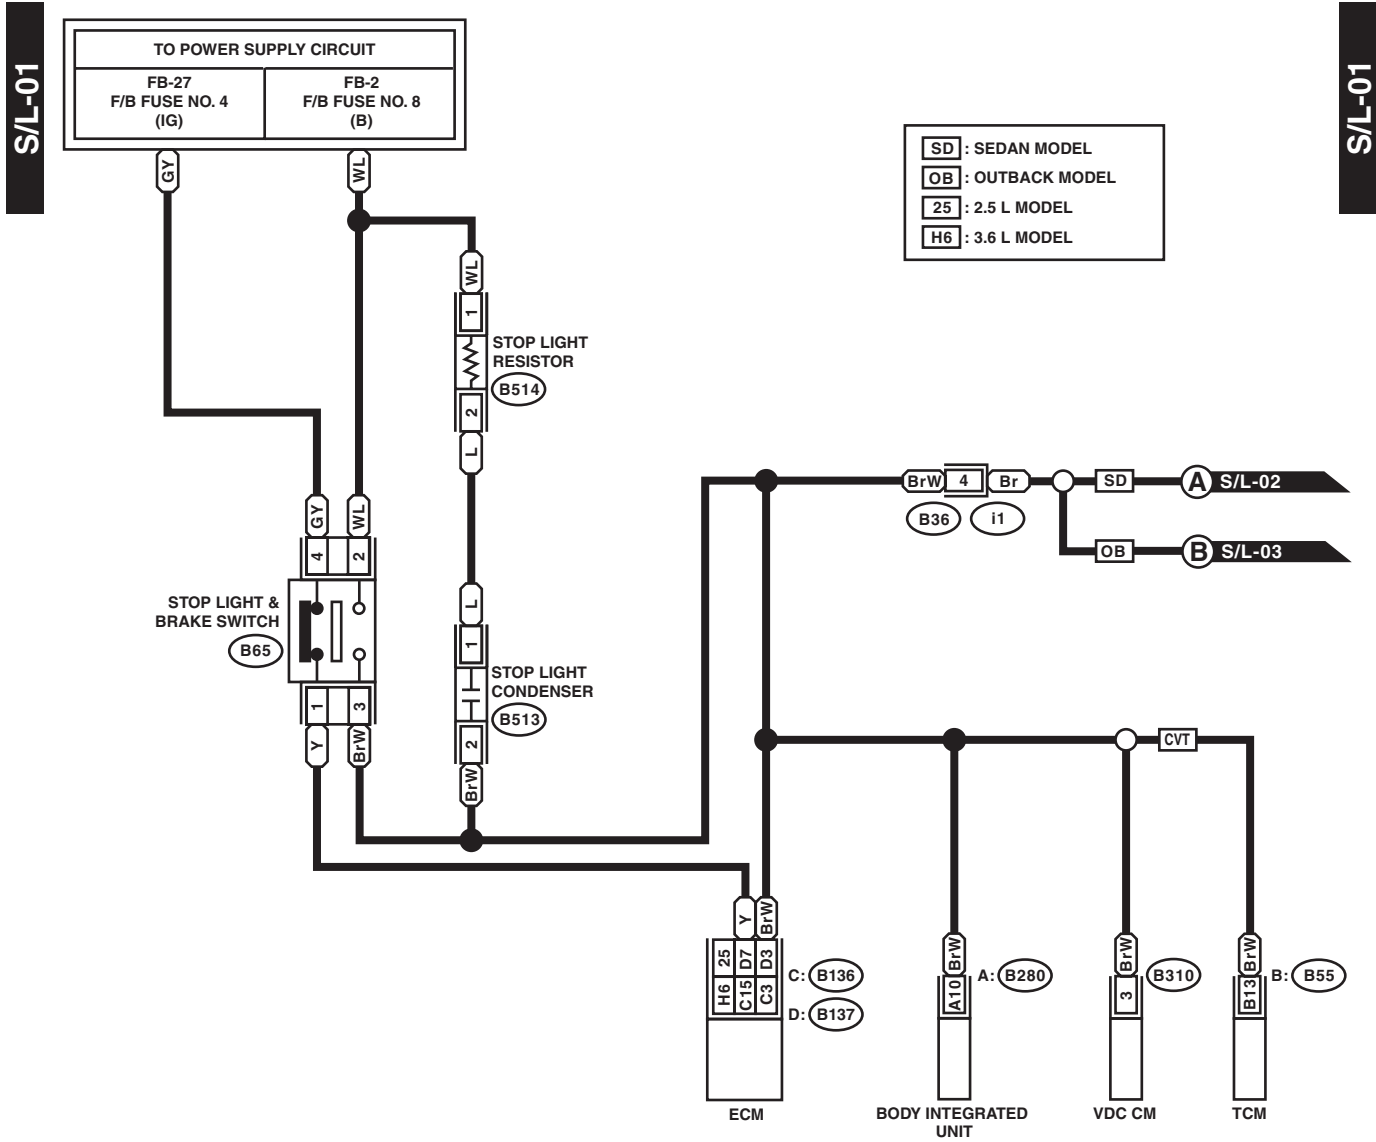 S/L-01
S/L-01
TO POWER SUPPLY CIRCUIT
FB-27
F/B FUSE NO. 4
(IG)
FB-2
F/B FUSE NO. 8
(B)
SD : SEDAN MODEL
OB : OUTBACK MODEL
25 : 2.5 L MODEL
H6 : 3.6 L MODEL
GY
WL
WL
1
STOP LIGHT
RESISTOR
B514
2
L
GY
WL
4
2
STOP LIGHT &
BRAKE SWITCH
B65
1
3
Y
BrW
L
1
STOP LIGHT
CONDENSER
B513
2
BrW
BrW
4
Br
B36
i1
SD
A
S/L-02
OB
B
S/L-03
CVT
Y
BrW
25
D7
D3
H6
C15
C3
C:
B136
D:
B137
ECM
BrW
A10
A:
B280
BODY INTEGRATED
UNIT
BrW
3
B310
VDC CM
BrW
B13
B:
B55
TCM